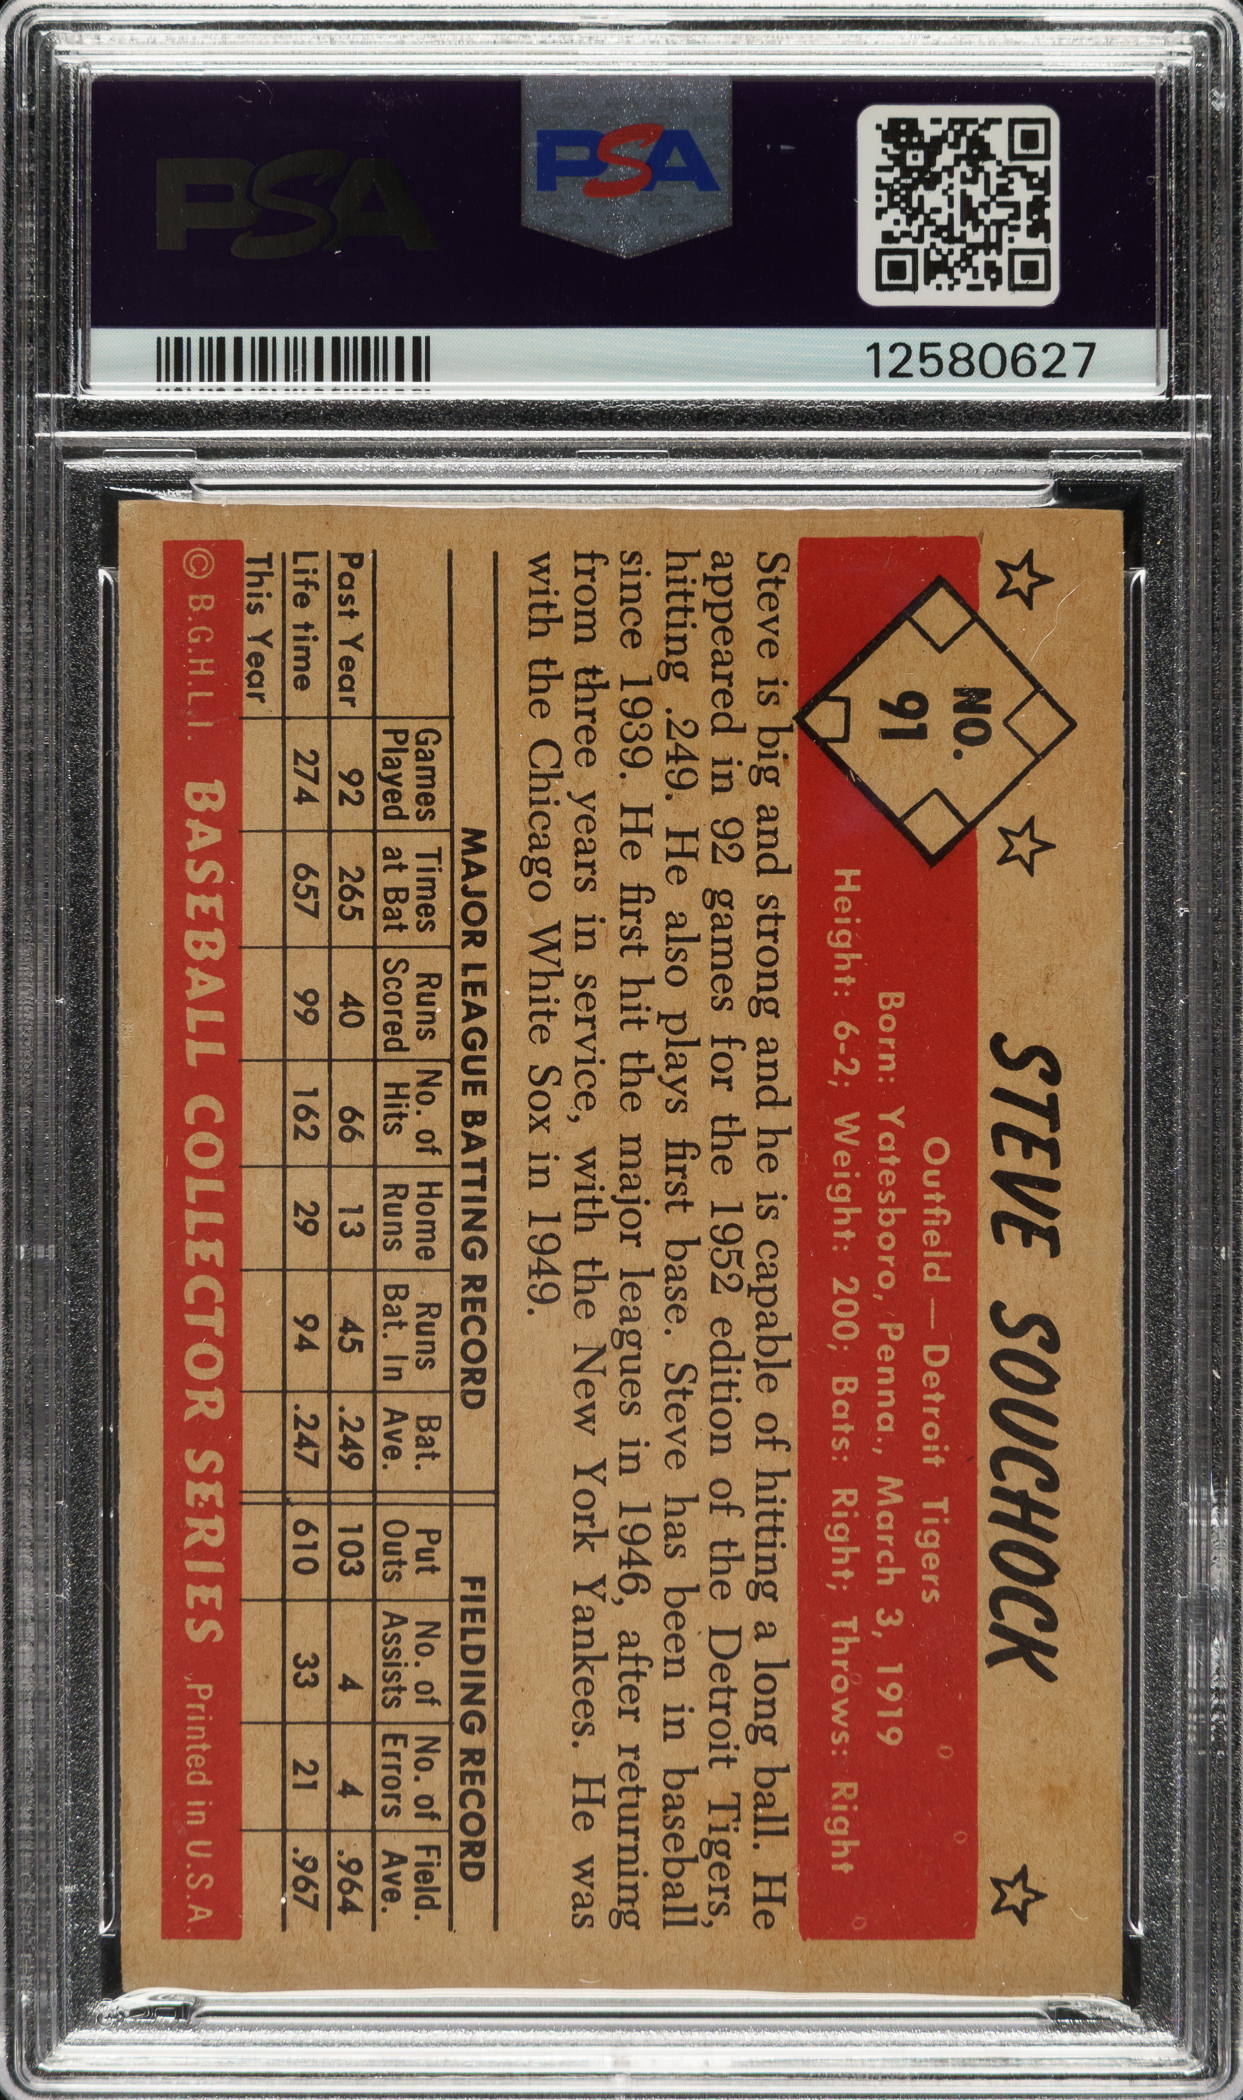 PSA
PSA
12580627
STEVE SOUCHOCK
NO.
91
Outfield — Detroit Tigers
Born: Yatesboro, Penna., March 3, 1919
Height: 6-2; Weight: 200; Bats: Right; Throws: Right
Steve is big and strong and he is capable of hitting a long ball. He
appeared in 92 games for the 1952 edition of the Detroit Tigers,
hitting .249. He also plays first base. Steve has been in baseball
since 1939. He first hit the major leagues in 1946, after returning
from three years in service, with the New York Yankees. He was
with the Chicago White Sox in 1949.
MAJOR LEAGUE BATTING RECORD FIELDING RECORD
Games Times Runs No. of Home Runs Bat. Put No. of No. of Field.
Played at Bat Scored Hits Runs Bat. In Ave. Outs Assists Errors Ave.
Past Year 92 265 40 66 13 45 .249 103 4 4 .964
Life time 274 657 99 162 29 94 .247 610 33 21 .967
This Year
© B.G.H.L.I. BASEBALL COLLECTOR SERIES Printed in U.S.A.